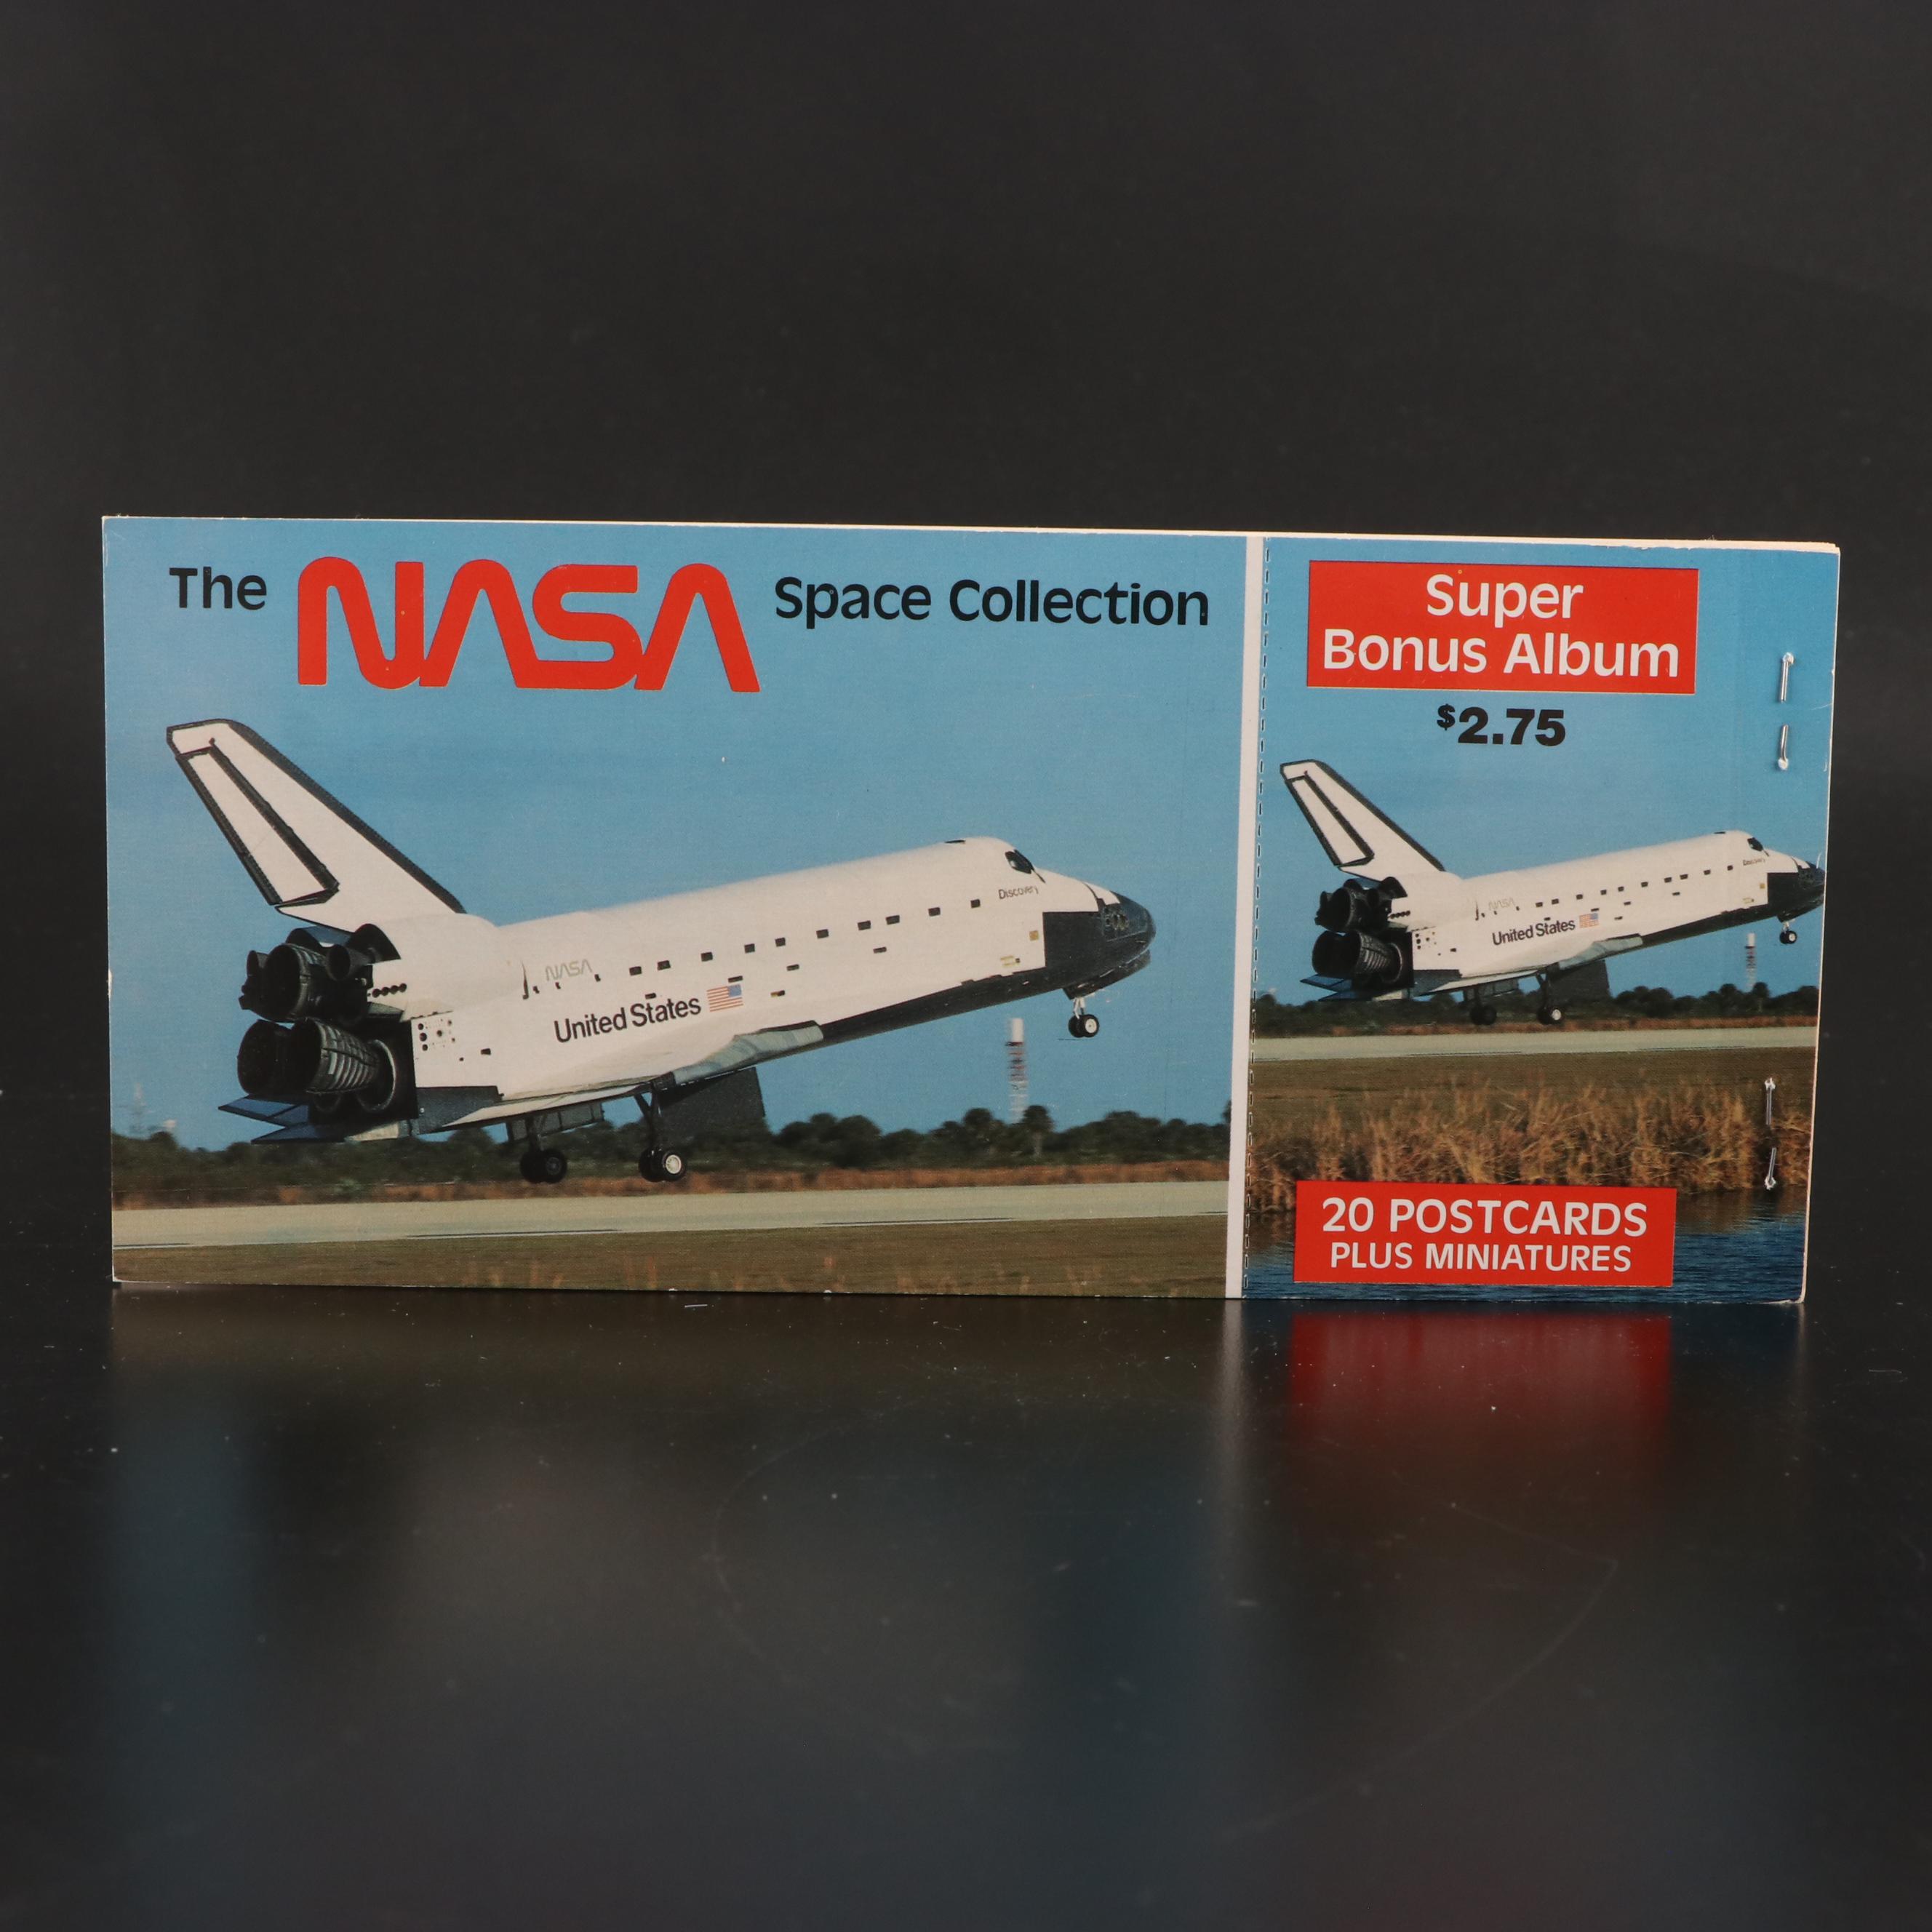 The NASA Space Collection
Discovery
NASA
United States
Super
Bonus Album
$2.75
Discovery
NASA
United States
20 POSTCARDS
PLUS MINIATURES